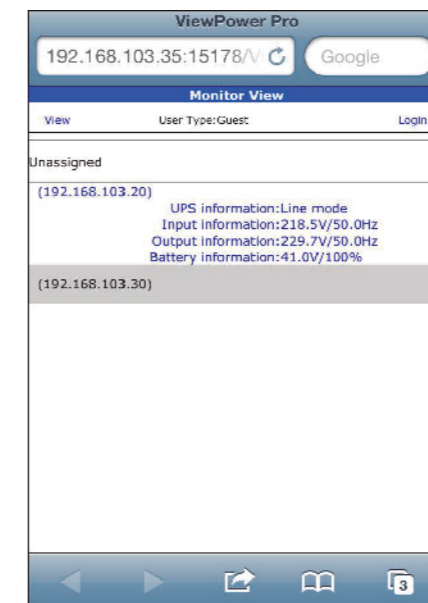 ViewPower Pro
192.168.103.35:15178/V Google
Monitor View
View User Type:Guest Login
Unassigned
(192.168.103.20)
UPS information:Line mode
Input information:218.5V/50.0Hz
Output information:229.7V/50.0Hz
Battery information:41.0V/100%
(192.168.103.30)
3